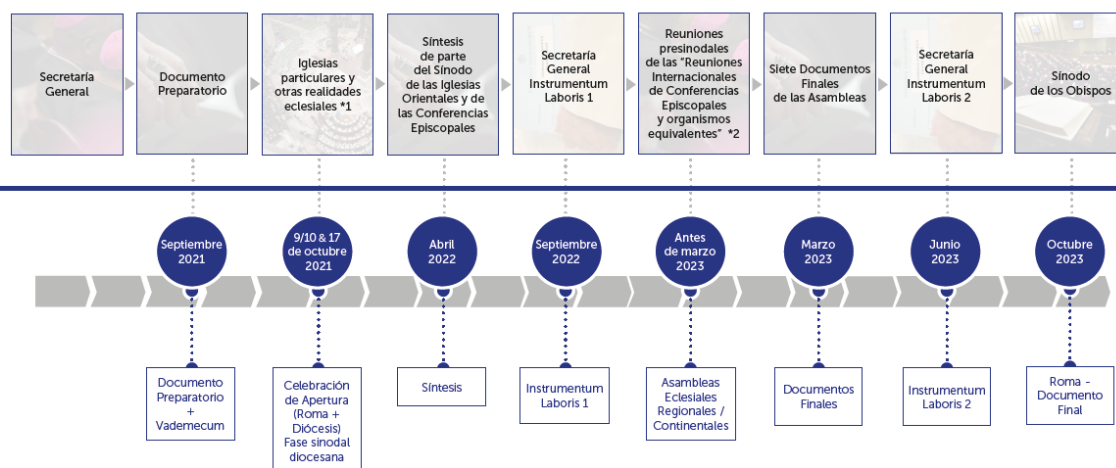 Secretaría
General
Documento
Preparatorio
Iglesias
particulares y
otras realidades
eclesiales *1
Síntesis
de parte
del Sínodo
de las Iglesias
Orientales y de
las Conferencias
Episcopales
Secretaría
General
Instrumentum
Laboris 1
Reuniones
presinodales
de las “Reuniones
Internacionales
de Conferencias
Episcopales
y organismos
equivalentes” *2
Siete Documentos
Finales
de las Asambleas
Secretaría
General
Instrumentum
Laboris 2
Sínodo
de los Obispos
Septiembre
2021
9/10 & 17
de octubre
2021
Abril
2022
Septiembre
2022
Antes
de marzo
2023
Marzo
2023
Junio
2023
Octubre
2023
Documento
Preparatorio
+
Vademecum
Celebración
de Apertura
(Roma +
Diócesis)
Fase sinodal
diocesana
Síntesis
Instrumentum
Laboris 1
Asambleas
Eclesiales
Regionales /
Continentales
Documentos
Finales
Instrumentum
Laboris 2
Roma -
Documento
Final